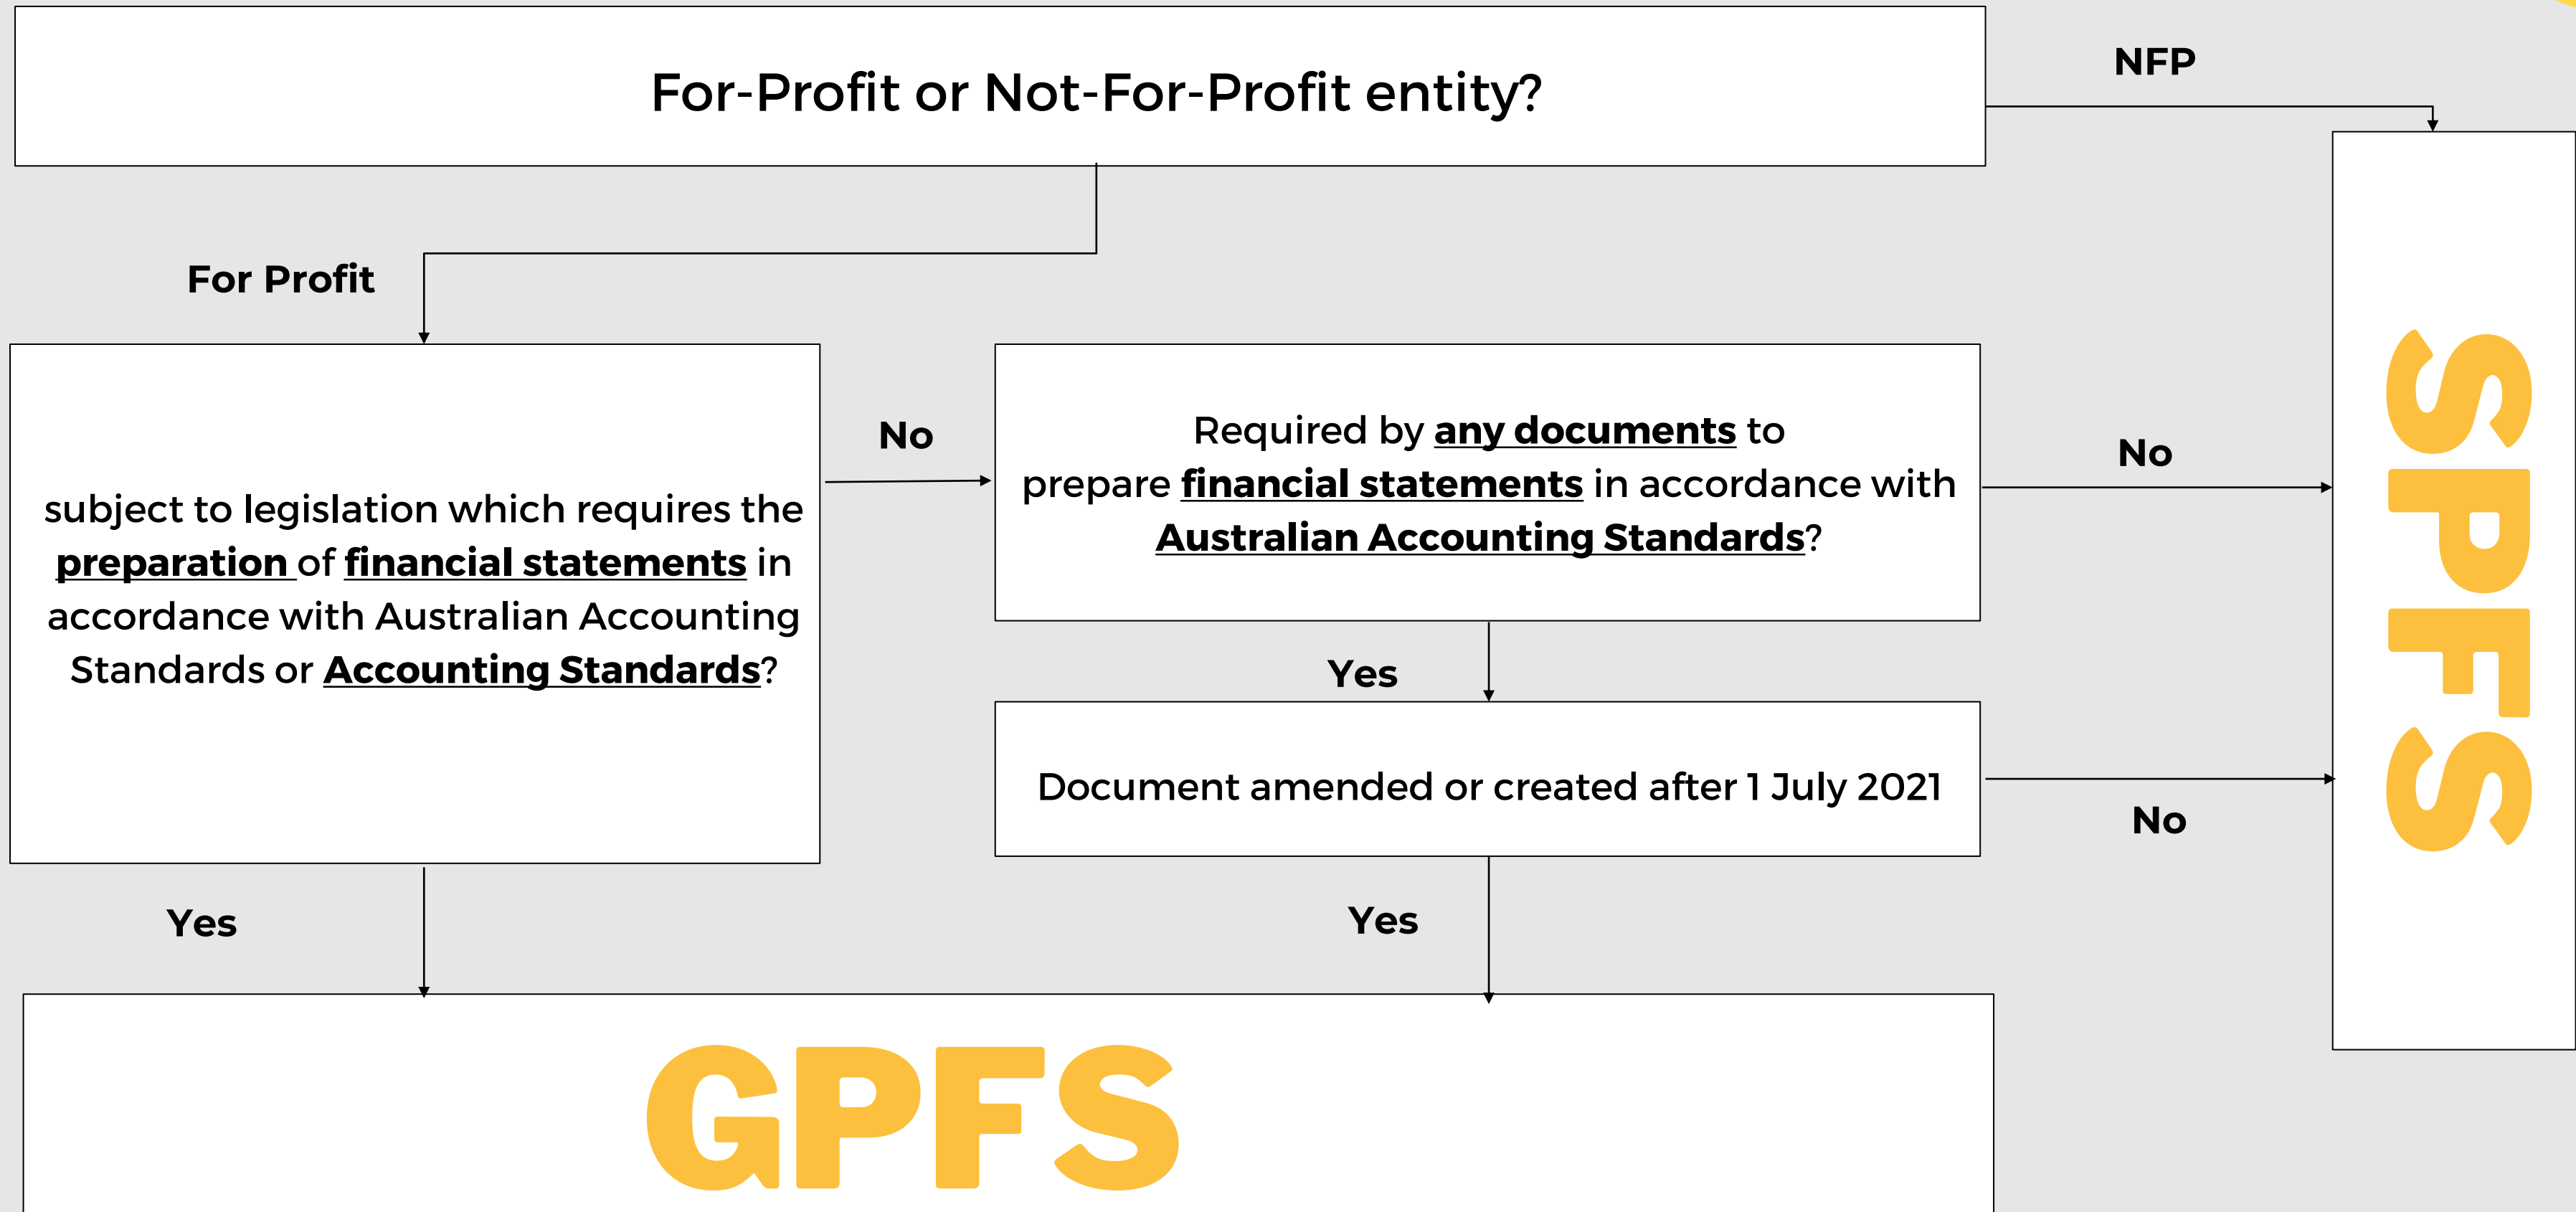 For-Profit or Not-For-Profit entity?
NFP
For Profit
subject to legislation which requires the
preparation of financial statements in
accordance with Australian Accounting
Standards or Accounting Standards?
No
Required by any documents to
prepare financial statements in accordance with
Australian Accounting Standards?
No
Yes
Document amended or created after 1 July 2021
No
Yes
Yes
SPFS
GPFS